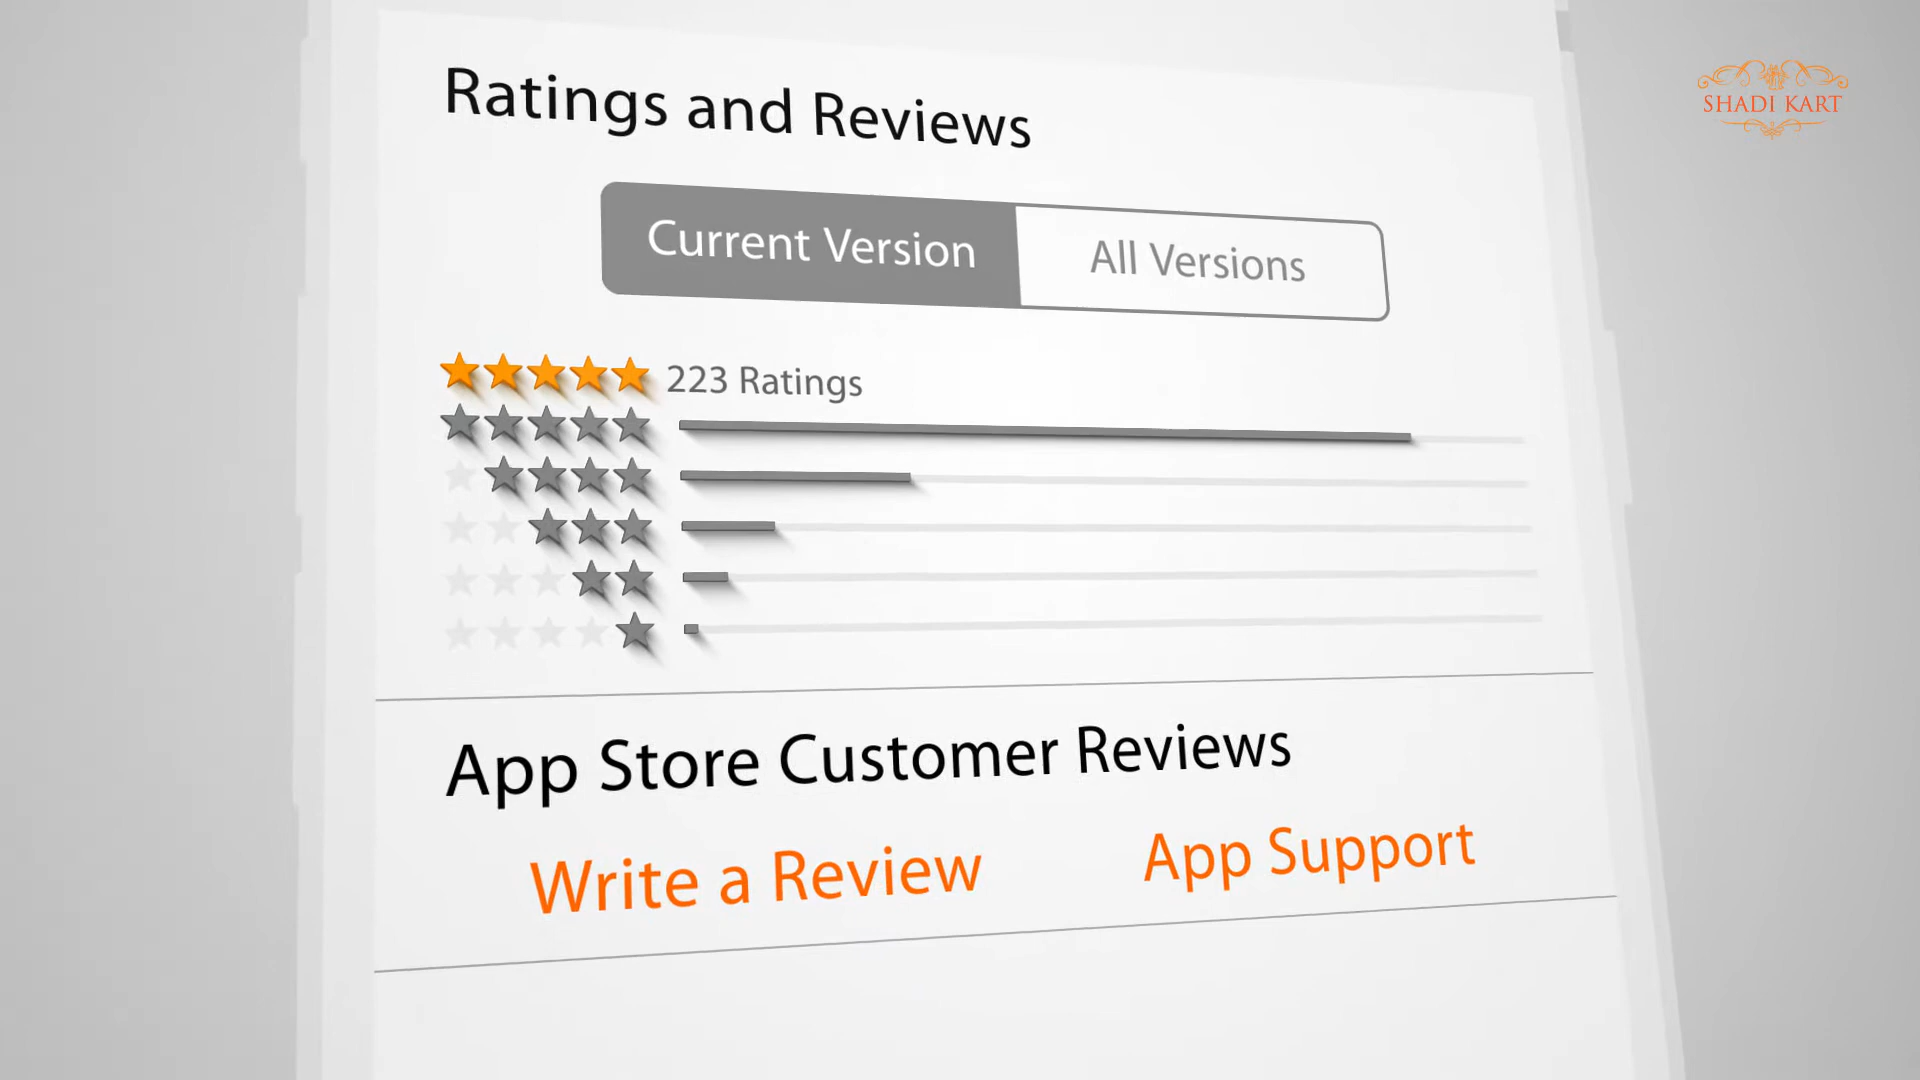 Ratings and Reviews
SHADI KART
Current Version
All Versions
223 Ratings
App Store Customer Reviews
Write a Review
App Support